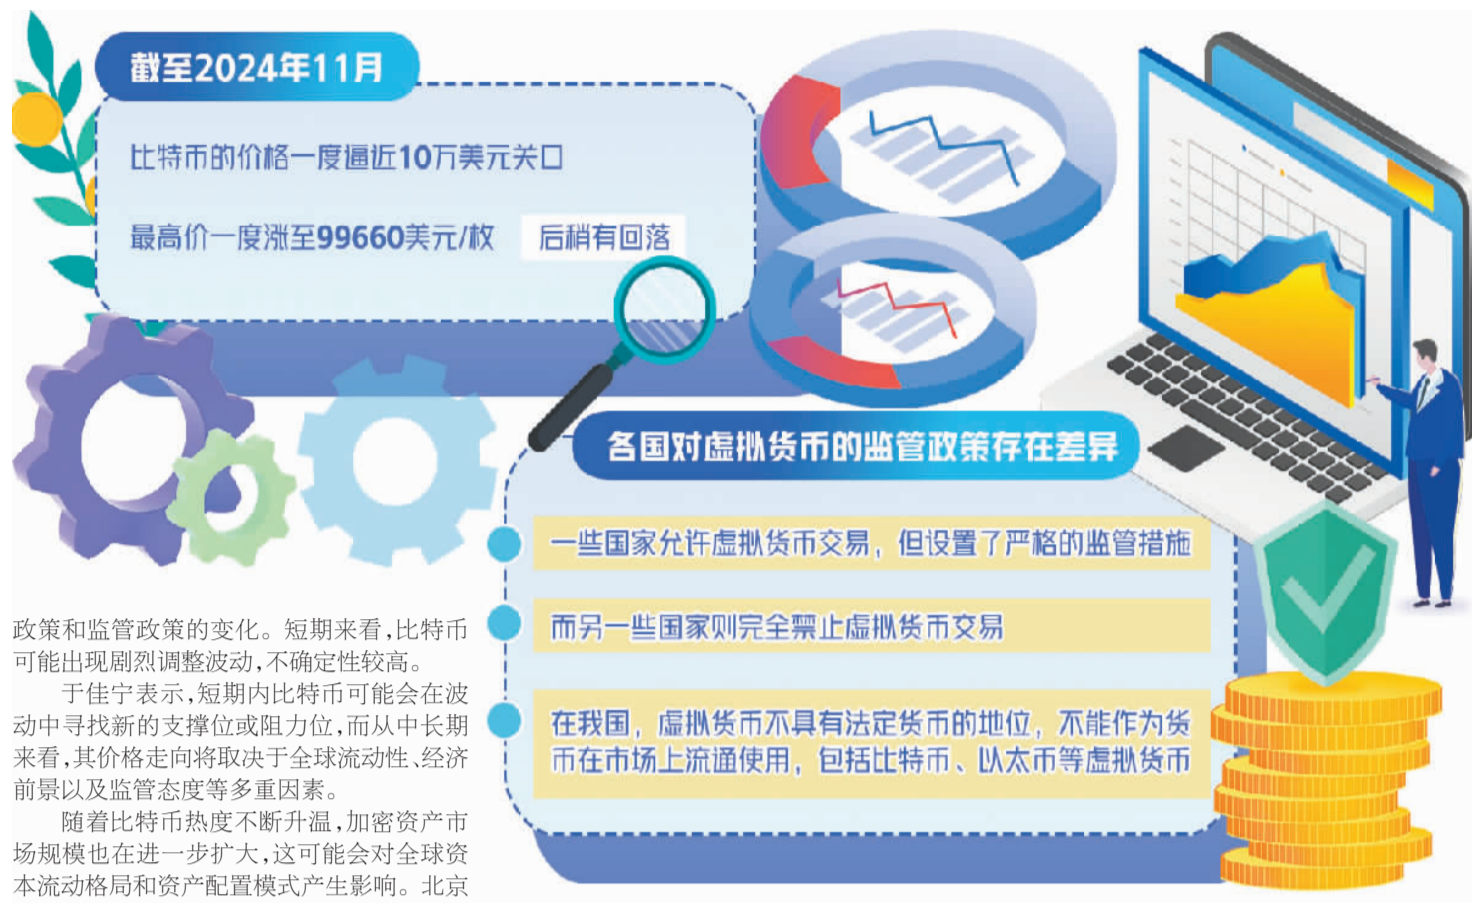 截至2024年11月
比特币的价格一度逼近10万美元关口
最高价一度涨至99660美元/枚 后稍有回落
各国对虚拟货币的监管政策存在差异
一些国家允许虚拟货币交易，但设置了严格的监管措施
而另一些国家则完全禁止虚拟货币交易
在我国，虚拟货币不具有法定货币的地位，不能作为货
币在市场上流通使用，包括比特币、以太币等虚拟货币
政策和监管政策的变化。短期来看,比特币
可能出现剧烈调整波动,不确定性较高。
于佳宁表示,短期内比特币可能会在波
动中寻找新的支撑位或阻力位,而从中长期
来看,其价格走向将取决于全球流动性、经济
前景以及监管态度等多重因素。
随着比特币热度不断升温,加密资产市
场规模也在进一步扩大,这可能会对全球资
本流动格局和资产配置模式产生影响。北京